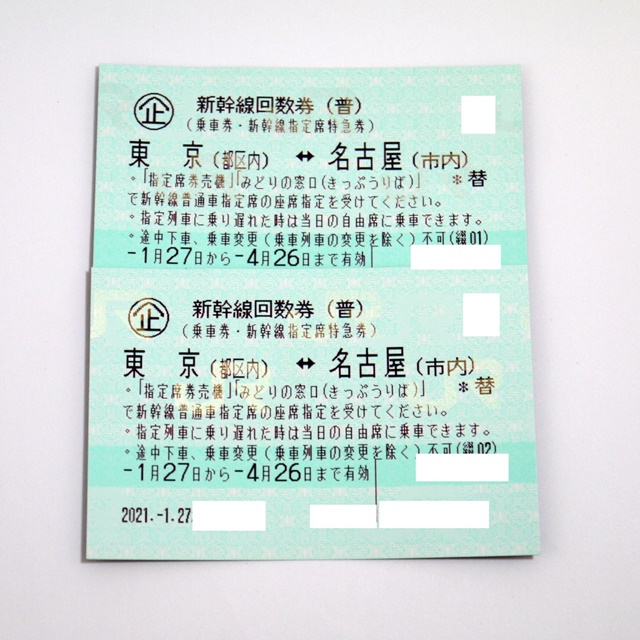 企 新幹線回数券（普）
（乗車券・新幹線指定席特急券）
東　京（都区内）↔ 名古屋（市内）
＊「指定席券売機」「みどりの窓口（きっぷうりば）」 ＊替
で新幹線普通車指定席の座席指定を受けてください。
＊指定列車に乗り遅れた時は当日の自由席に乗車できます。
＊途中下車、乗車変更（乗車列車の変更を除く）不可（綴01）
-1月27日から-4月26日まで有効
企 新幹線回数券（普）
（乗車券・新幹線指定席特急券）
東　京（都区内）↔ 名古屋（市内）
＊「指定席券売機」「みどりの窓口（きっぷうりば）」 ＊替
で新幹線普通車指定席の座席指定を受けてください。
＊指定列車に乗り遅れた時は当日の自由席に乗車できます。
＊途中下車、乗車変更（乗車列車の変更を除く）不可（綴02）
-1月27日から-4月26日まで有効
2021.-1.27